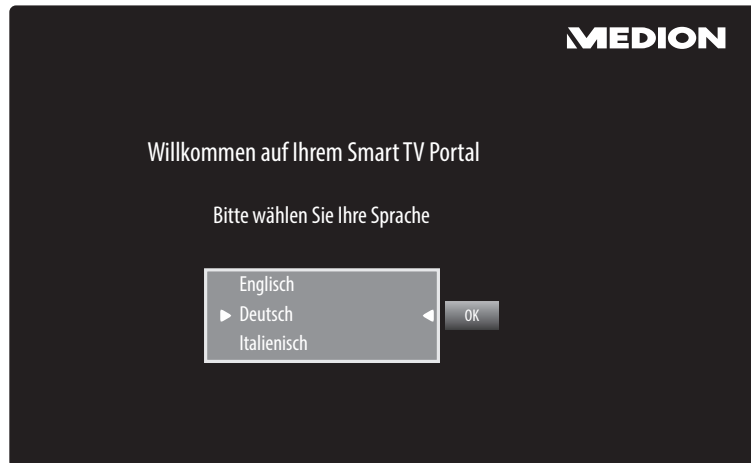 MEDION
Willkommen auf Ihrem Smart TV Portal
Bitte wählen Sie Ihre Sprache
Englisch
Deutsch
OK
Italienisch